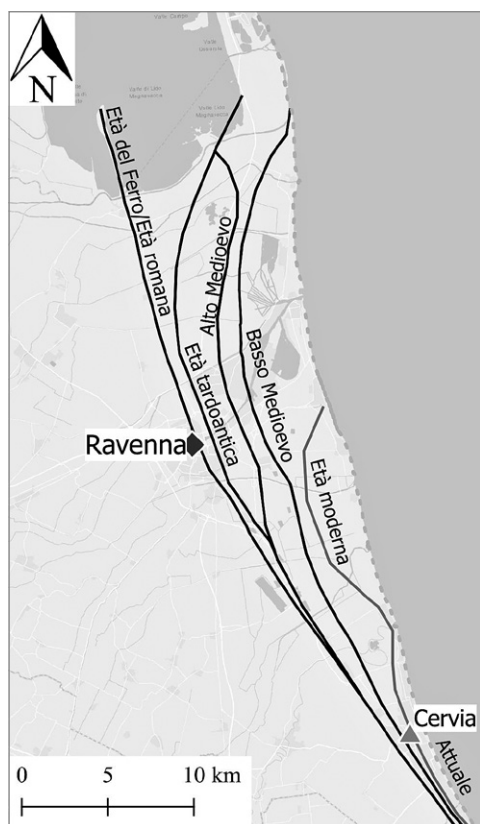 N
Età del Ferro/Età romana
Alto Medioevo
Età tardoantica
Basso Medioevo
Ravenna
Età moderna
Cervia
Attuale
0 5 10 km